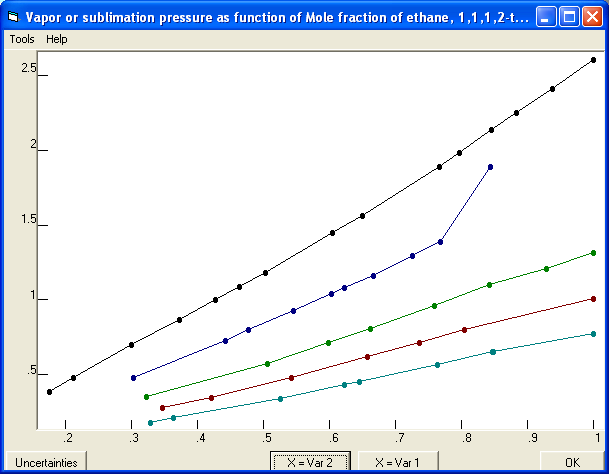 Vapor or sublimation pressure as function of Mole fraction of ethane, 1,1,1,2-t...
Tools Help
2.5
2
1.5
1
.5
.2 .3 .4 .5 .6 .7 .8 .9 1
Uncertainties X = Var 2 X = Var 1 OK